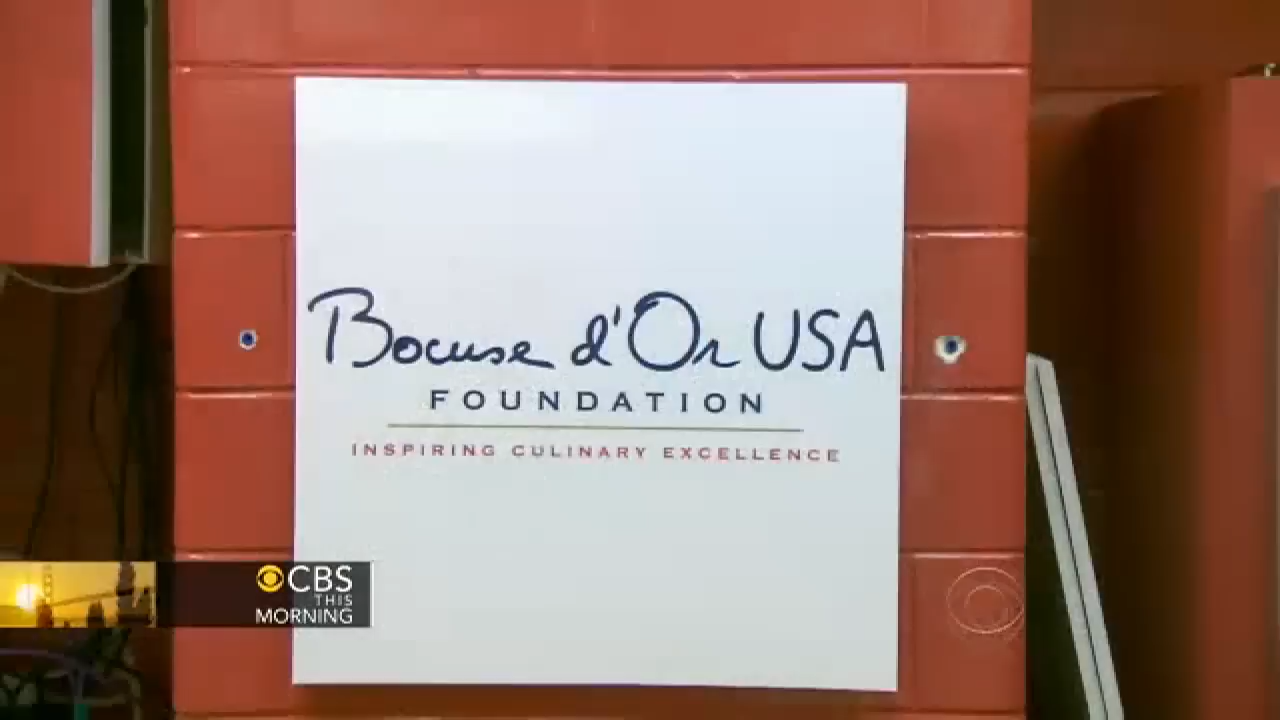 Bocuse d'Or USA
FOUNDATION
INSPIRING CULINARY EXCELLENCE
CBS
THIS
MORNING